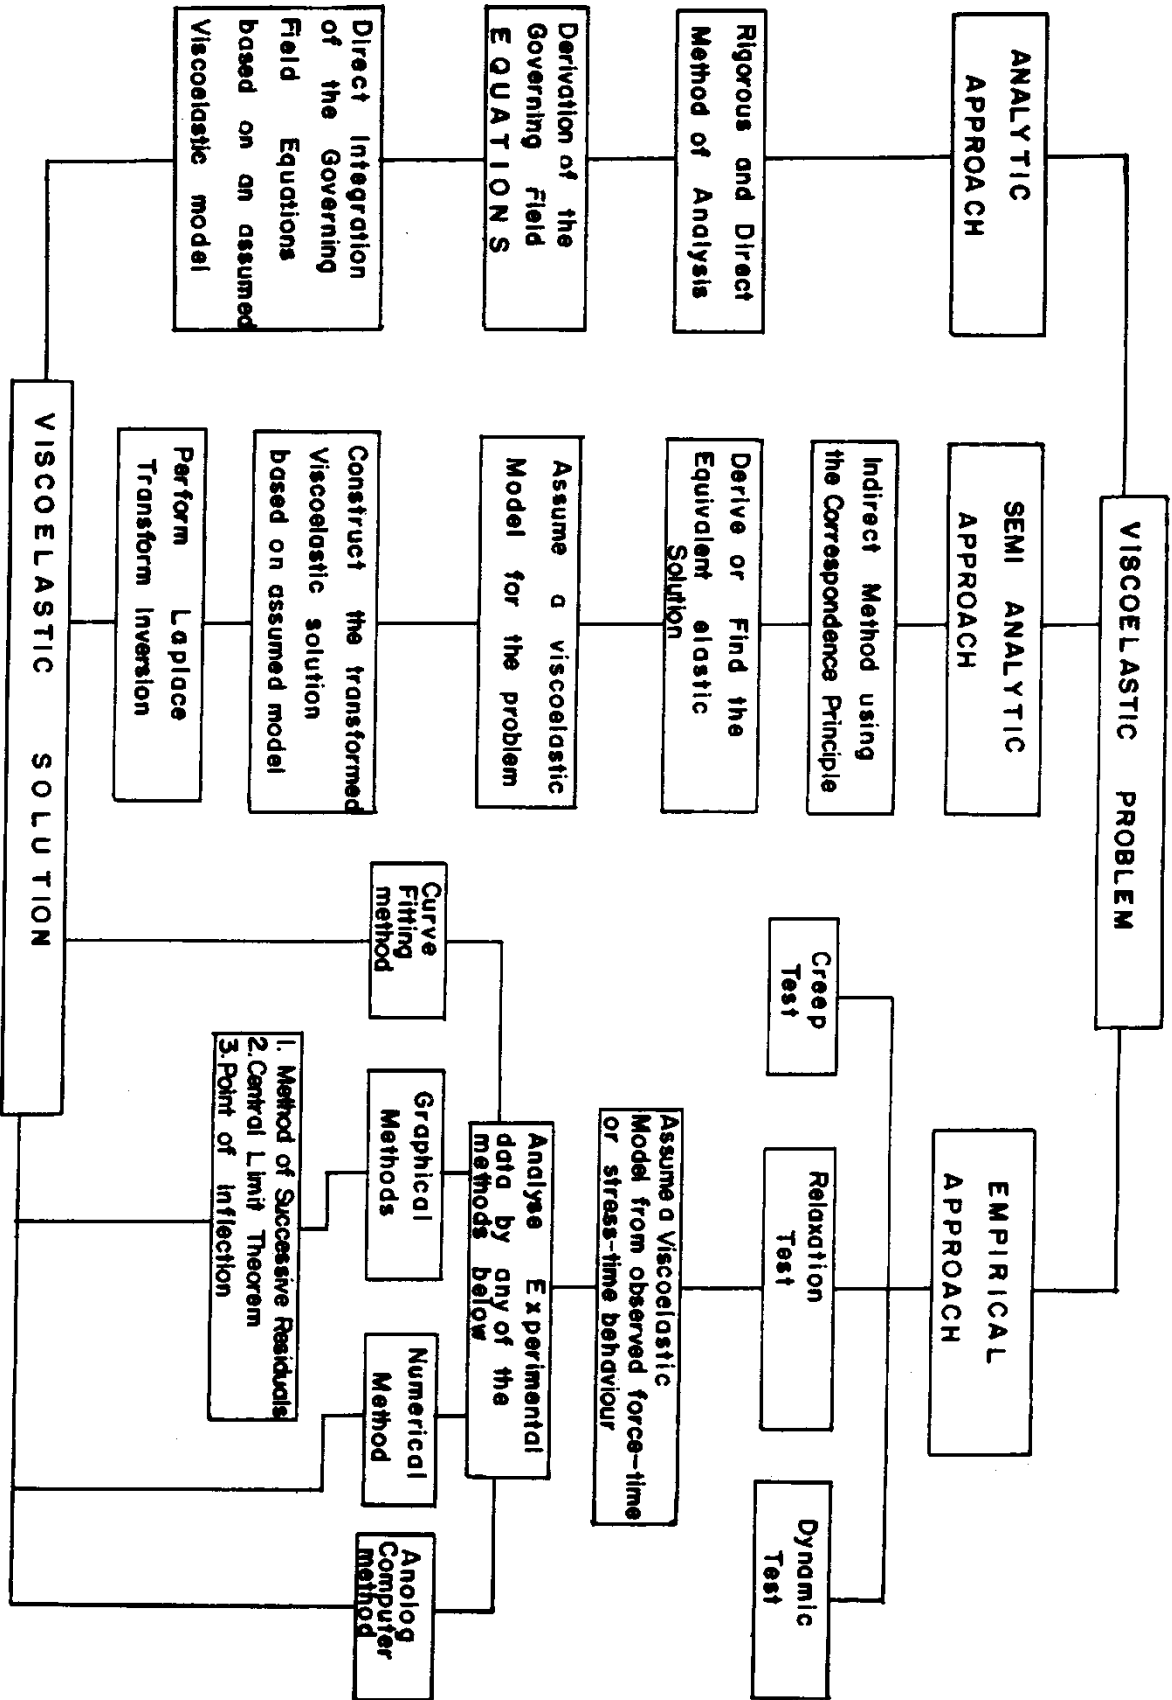 VISCOELASTIC PROBLEM
ANALYTIC
APPROACH
Rigorous and Direct
Method of Analysis
Derivation of the
Governing Field
EQUATIONS
Direct Integration
of the Governing
Field Equations
based on an assumed
Viscoelastic model
SEMI ANALYTIC
APPROACH
Indirect Method using
the Correspondence Principle
Derive or Find the
Equivalent elastic
Solution
Assume a viscoelastic
Model for the problem
Construct the transformed
Viscoelastic solution
based on assumed model
Perform Laplace
Transform Inversion
EMPIRICAL
APPROACH
Creep
Test
Relaxation
Test
Dynamic
Test
Assume a Viscoelastic
Model from observed force-time
or stress-time behaviour
Analyse Experimental
data by any of the
methods below
Curve
Fitting
method
Graphical
Methods
Numerical
Method
Anolog
Computer
method
1. Method of Successive Residuals
2. Central Limit Theorem
3. Point of Inflection
VISCOELASTIC SOLUTION